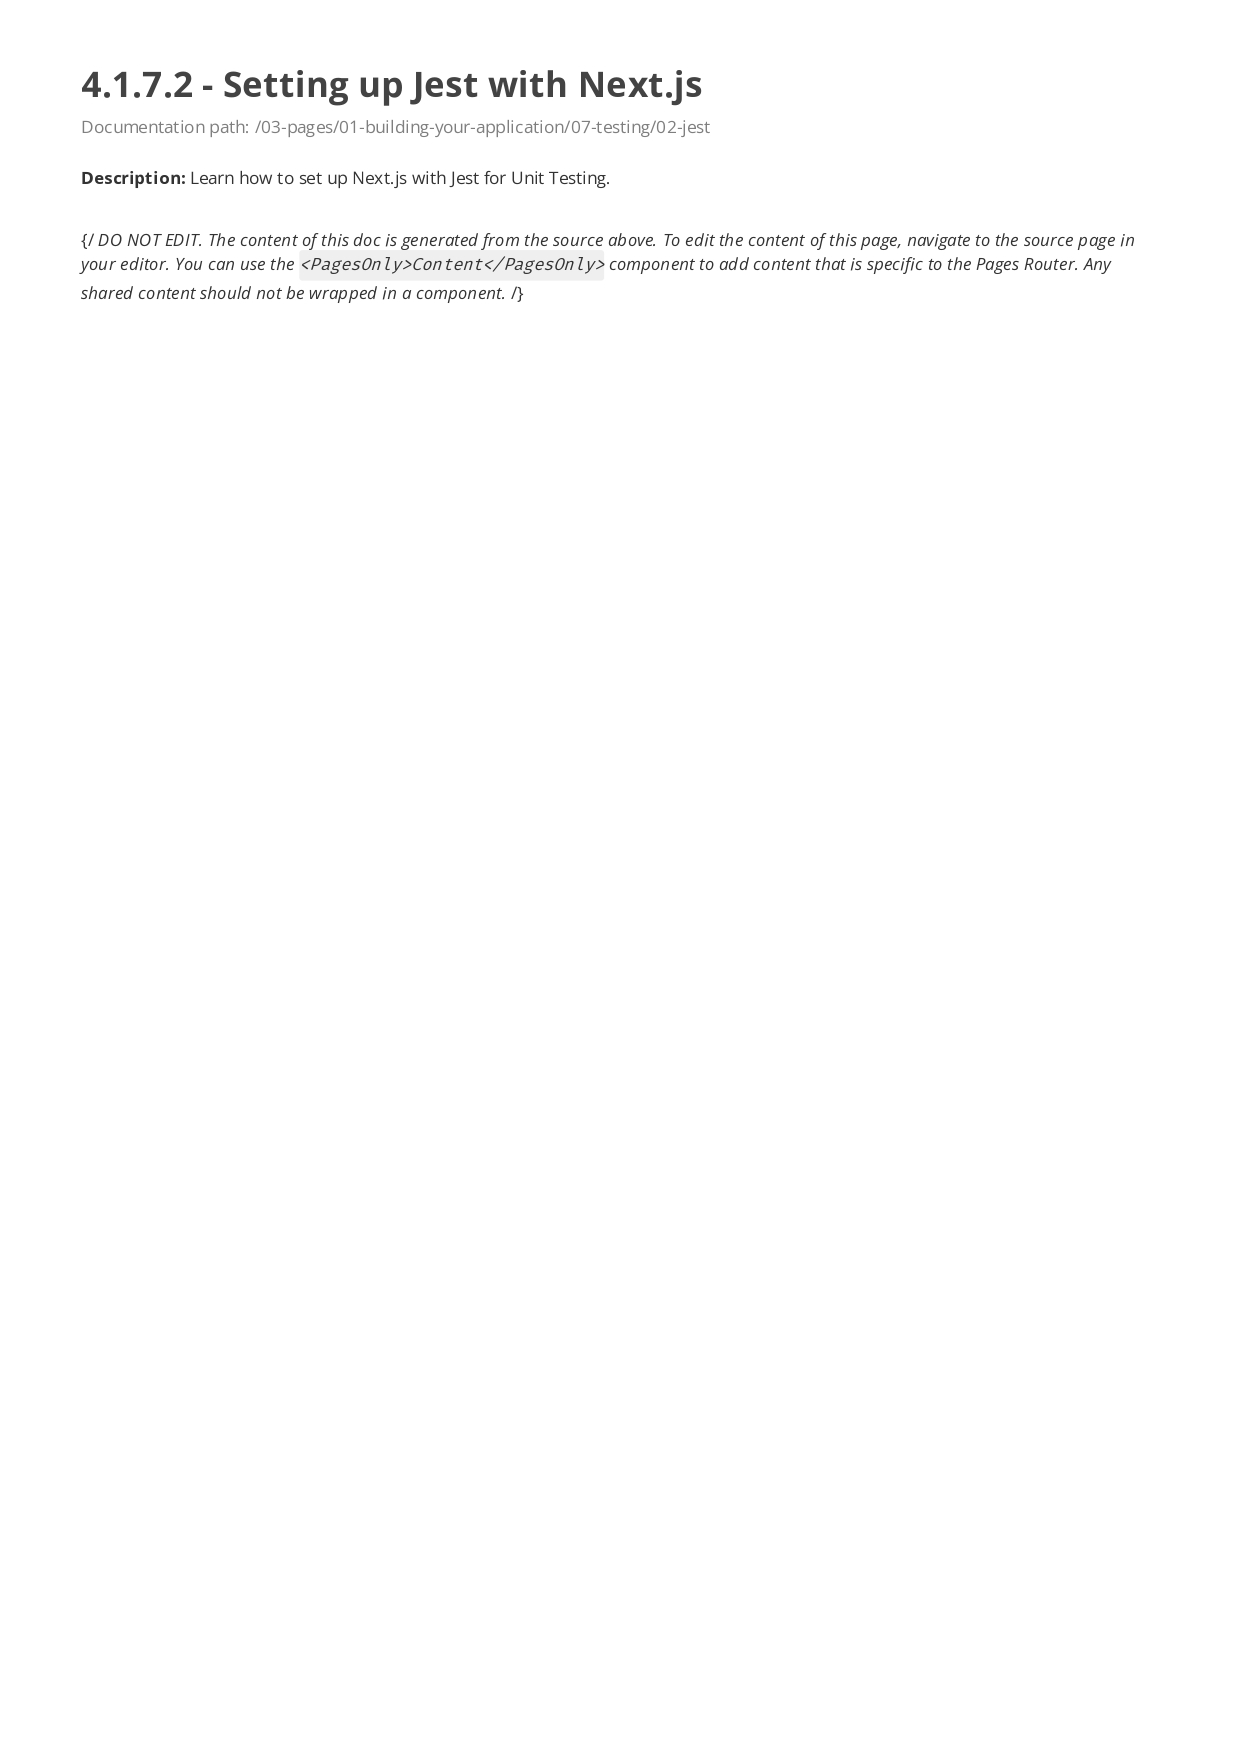 4.1.7.2 - Setting up Jest with Next.js
Documentation path: /03-pages/01-building-your-application/07-testing/02-jest
Description: Learn how to set up Next.js with Jest for Unit Testing.
{/ DO NOT EDIT. The content of this doc is generated from the source above. To edit the content of this page, navigate to the source page in
your editor. You can use the <PagesOnly>Content</PagesOnly> component to add content that is specific to the Pages Router. Any
shared content should not be wrapped in a component. /}